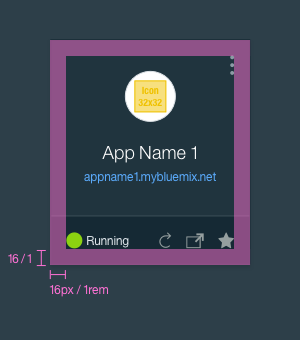 Icon
32x32
App Name 1
appname1.mybluemix.net
Running
16 / 1
16px / 1rem